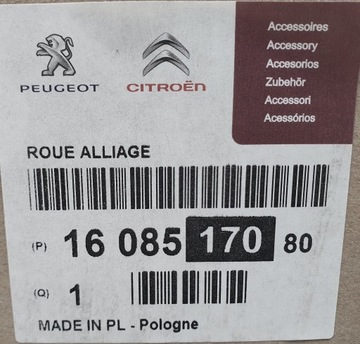 PEUGEOT
CITROËN
Accessoires
Accessory
Accesorios
Zubehör
Accessori
Acessórios
ROUE ALLIAGE
(P) 16 085 170 80
(Q) 1
MADE IN PL - Pologne